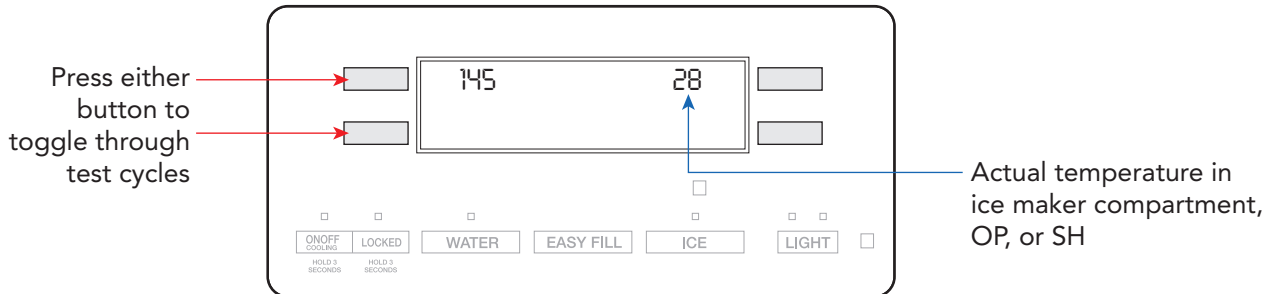 Press either
button to
toggle through
test cycles
145 28
Actual temperature in
ice maker compartment,
OP, or SH
ONOFF
COOLING
LOCKED
WATER
EASY FILL
ICE
LIGHT
HOLD 3
SECONDS
HOLD 3
SECONDS